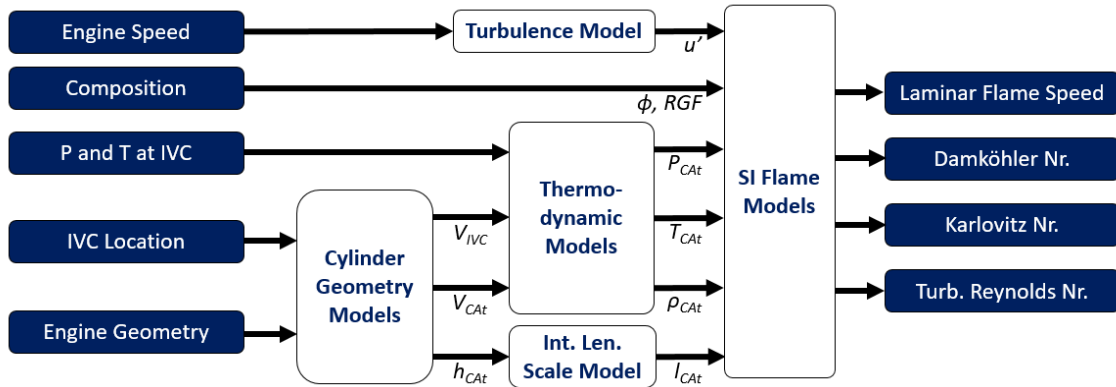 Engine Speed
Turbulence Model
u'
Composition
ϕ, RGF
P and T at IVC
IVC Location
Engine Geometry
Cylinder
Geometry
Models
V_IVC
V_CAt
h_CAt
Thermo-
dynamic
Models
Int. Len.
Scale Model
P_CAt
T_CAt
ρ_CAt
l_CAt
SI Flame
Models
Laminar Flame Speed
Damköhler Nr.
Karlovitz Nr.
Turb. Reynolds Nr.